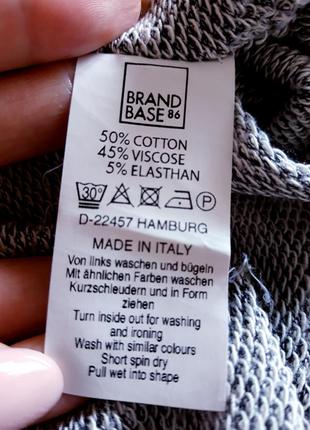 BRAND
BASE 86
50% COTTON
45% VISCOSE
5% ELASTHAN
30° P
D-22457 HAMBURG
MADE IN ITALY
Von links waschen und bügeln
Mit ähnlichen Farben waschen
Kurzschleudern und in Form
ziehen
Turn inside out for washing
and ironing
Wash with similar colours
Short spin dry
Pull wet into shape